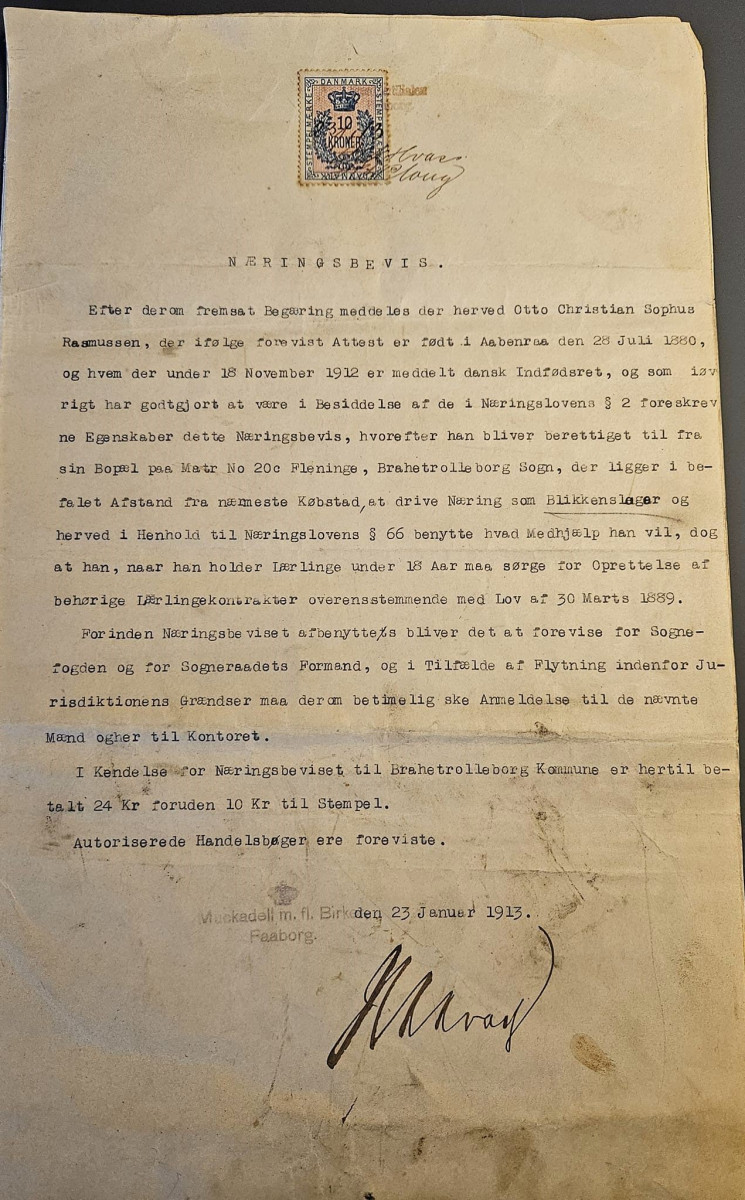 DANMARK
STEMPELMÆRKE
10
KRONER
DANMARK
NÆRINGSBEVIS.
Efter derom fremsat Begæring meddeles der herved Otto Christian Sophus
Rasmussen, der ifølge forevist Attest er født i Aabenraa den 28 Juli 1880,
og hvem der under 18 November 1912 er meddelt dansk Indfødsret, og som iøv
rigt har godtgjort at være i Besiddelse af de i Næringslovens § 2 foreskrev
ne Egenskaber dette Næringsbevis, hvorefter han bliver berettiget til fra
sin Bopæl paa Matr No 20c Fleninge, Brahetrolleborg Sogn, der ligger i be-
falet Afstand fra nærmeste Købstad, at drive Næring som Blikkenslager og
herved i Henhold til Næringslovens § 66 benytte hvad Medhjælp han vil, dog
at han, naar han holder Lærlinge under 18 Aar maa sørge for Oprettelse af
behørige Lærlingekontrakter overensstemmende med Lov af 30 Marts 1889.
Forinden Næringsbeviset afbenyttes bliver det at forevise for Sogne-
fogden og for Sogneraadets Formand, og i Tilfælde af Flytning indenfor Ju-
risdiktionens Grændser maa derom betimelig ske Anmeldelse til de nævnte
Mænd ogher til Kontoret.
I Kendelse for Næringsbeviset til Brahetrolleborg Kommune er hertil be-
talt 24 Kr foruden 10 Kr til Stempel.
Autoriserede Handelsbøger ere foreviste.
Muckadell m. fl. Birke den 23 Januar 1913.
Faaborg.